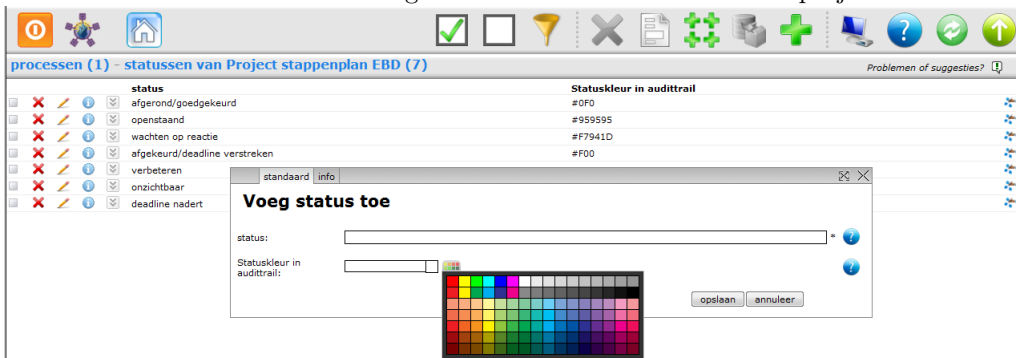 processen (1) - statussen van Project stappenplan EBD (7)
Problemen of suggesties?
status Statuskleur in audittrail
afgerond/goedgekeurd #0F0
openstaand #959595
wachten op reactie #F7941D
afgekeurd/deadline verstreken #F00
verbeteren
onzichtbaar
deadline nadert
standaard info
Voeg status toe
status: *
Statuskleur in
audittrail:
opslaan annuleer